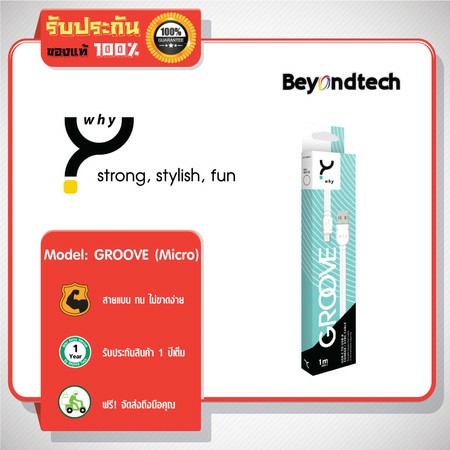 รับประกัน
ของแท้ 100%
100%
GUARANTEE
Beyondtech
why
strong, stylish, fun
Model: GROOVE (Micro)
สายแบน ทน ไม่ขาดง่าย
1
Year
รับประกันสินค้า 1 ปีเต็ม
ฟรี! จัดส่งถึงมือคุณ
why
GROOVE
1m